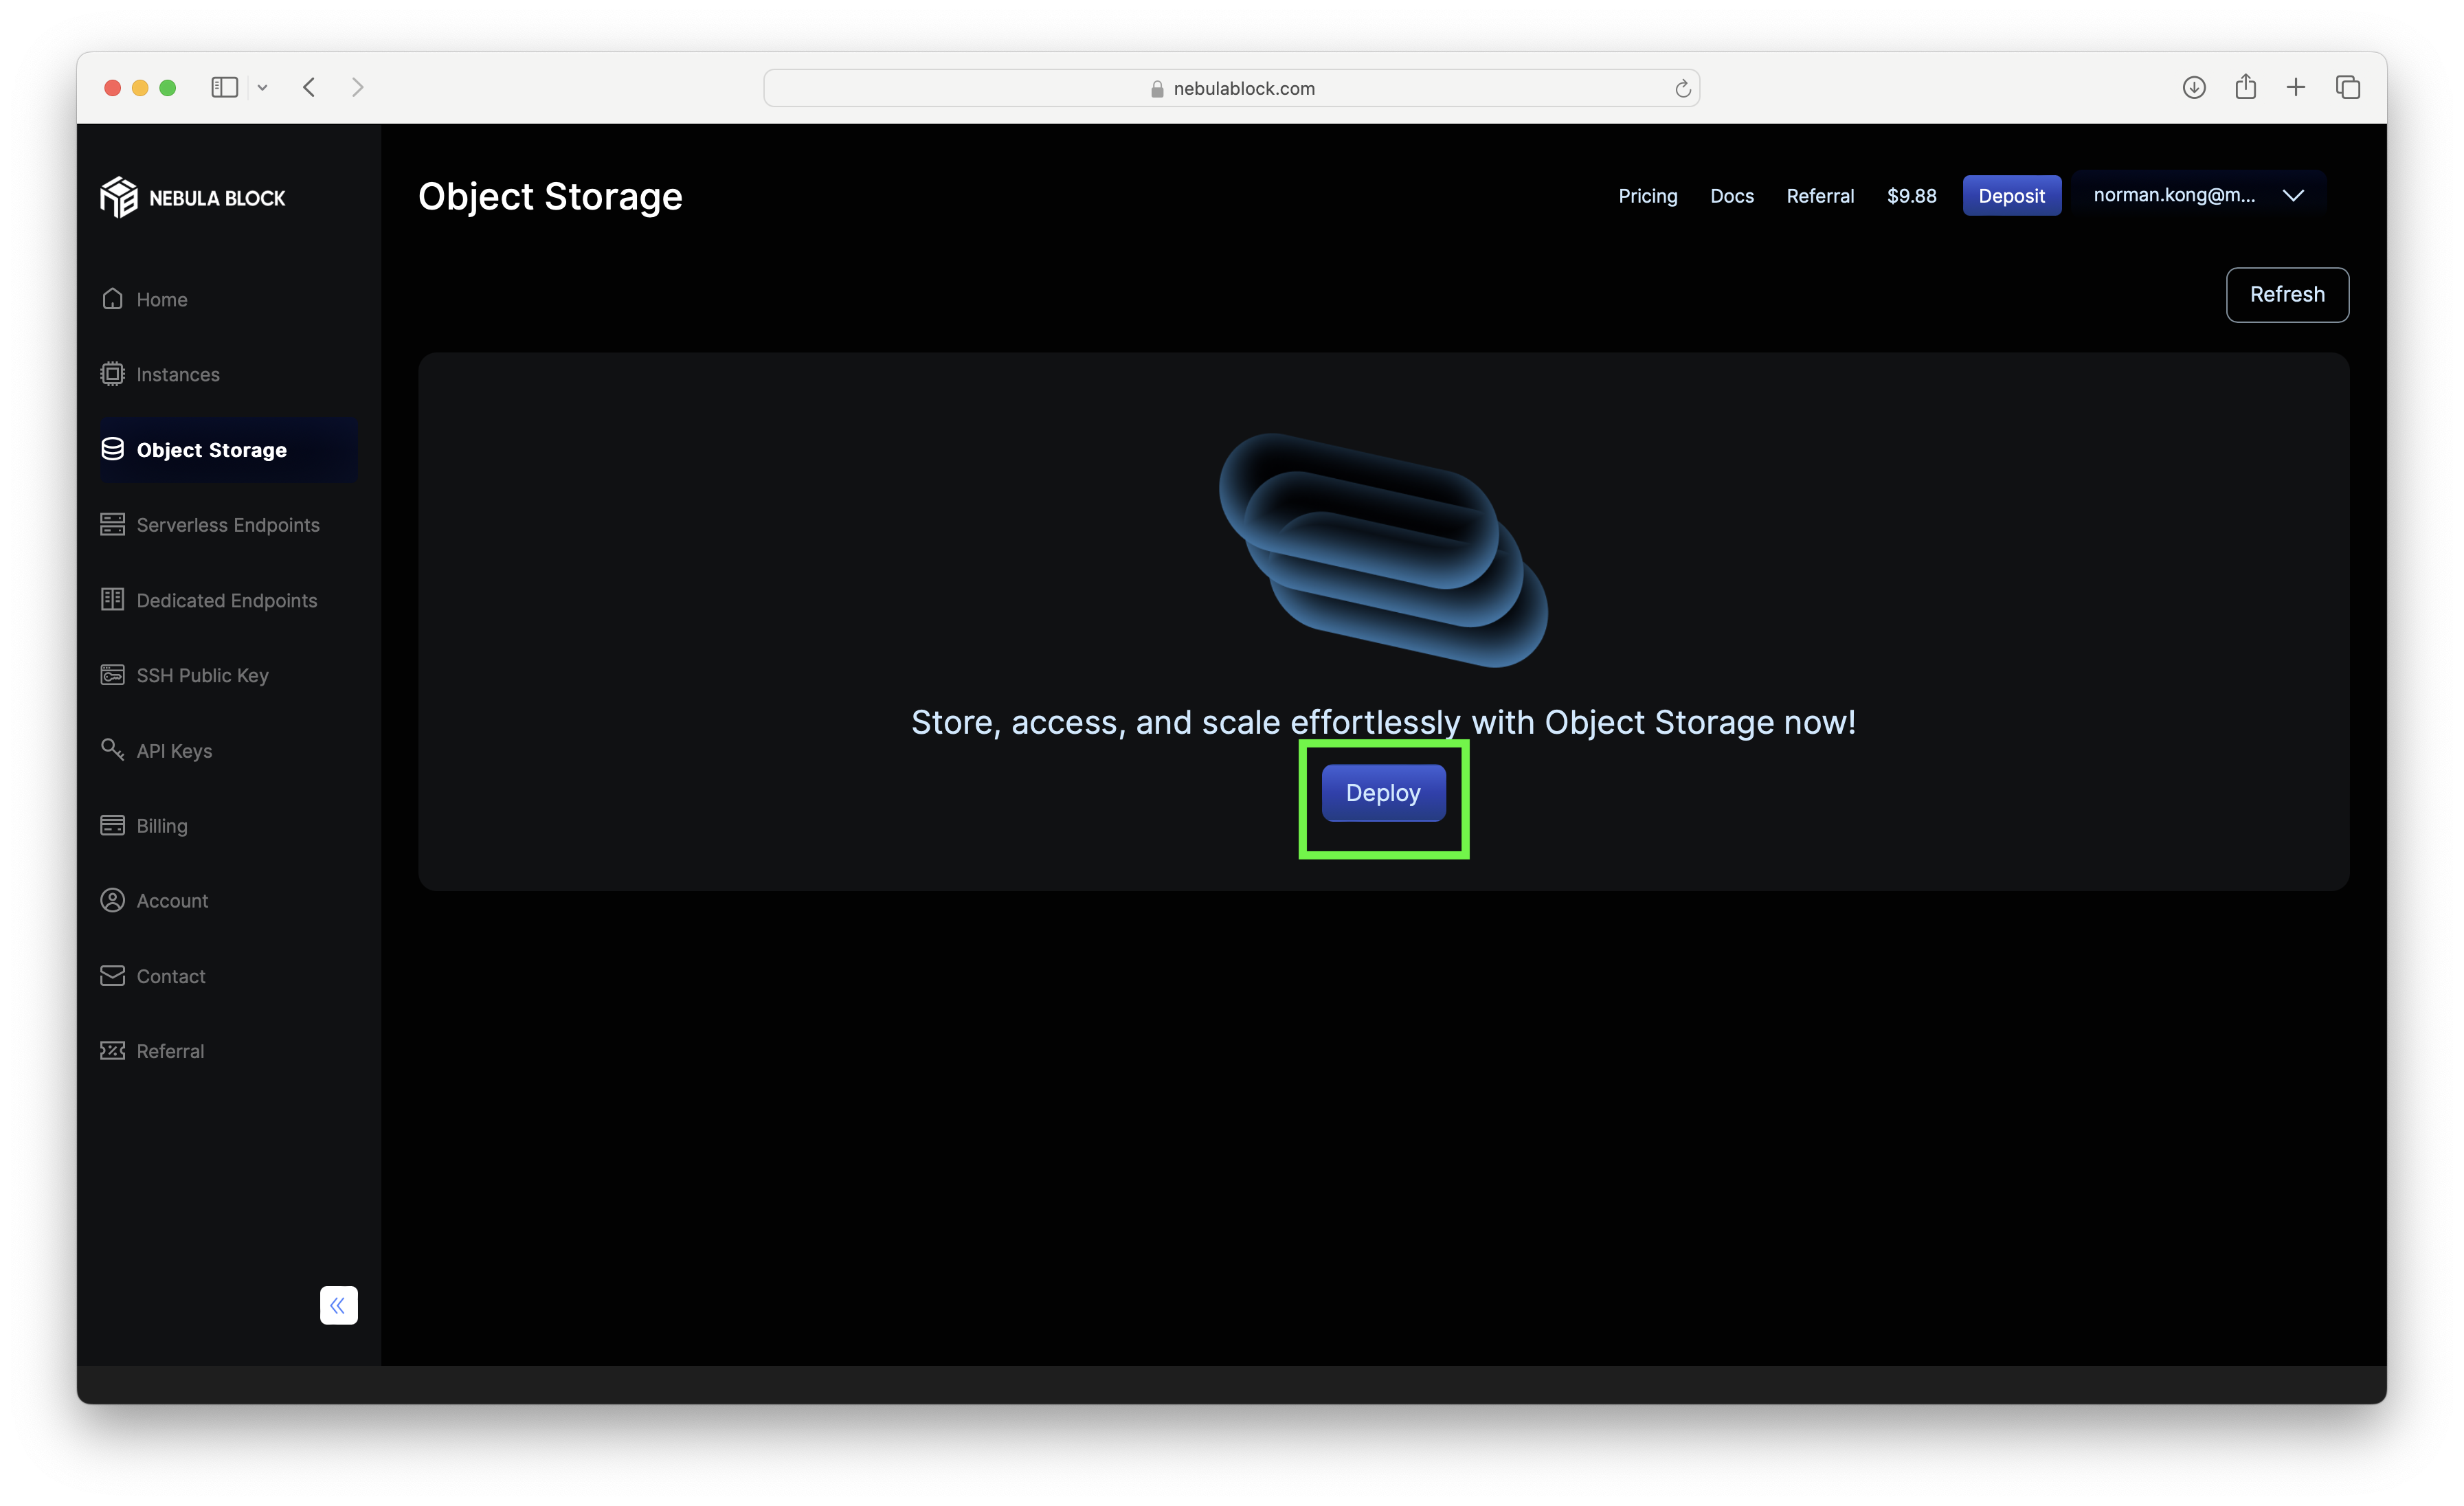 nebulablock.com
NEBULA BLOCK
Object Storage
Pricing Docs Referral $9.88 Deposit norman.kong@m...
Refresh
Home
Instances
Object Storage
Serverless Endpoints
Dedicated Endpoints
SSH Public Key
API Keys
Billing
Account
Contact
Referral
Store, access, and scale effortlessly with Object Storage now!
Deploy